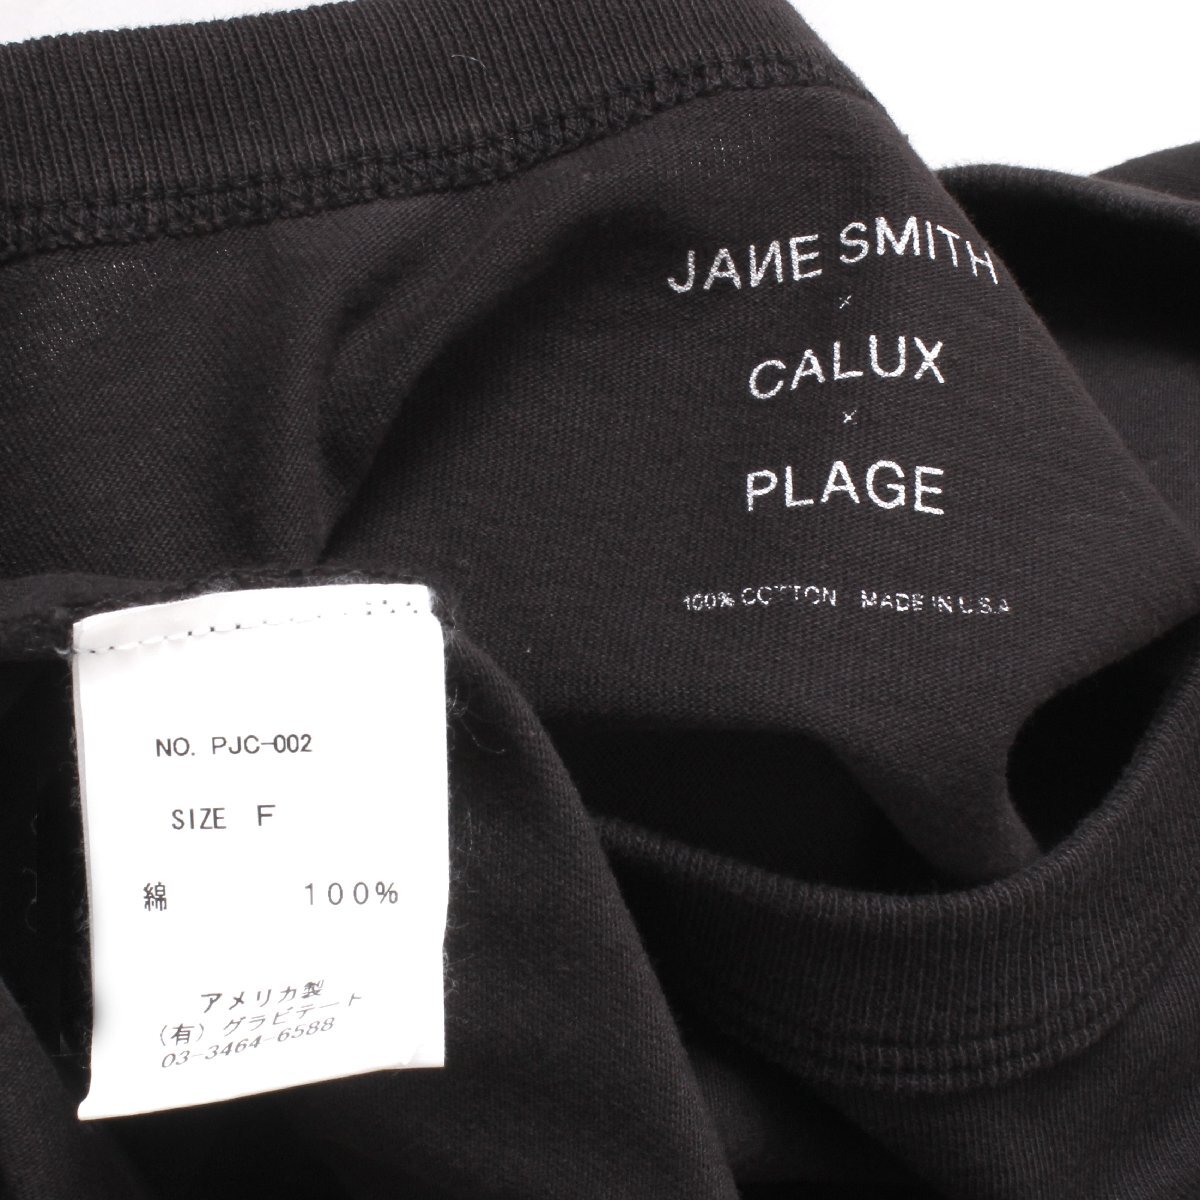 JANE SMITH
×
CALUX
×
PLAGE
100% COTTON MADE IN U.S.A
NO. PJC-002
SIZE F
綿 100%
アメリカ製
(有)グラビテート
03-3464-6588